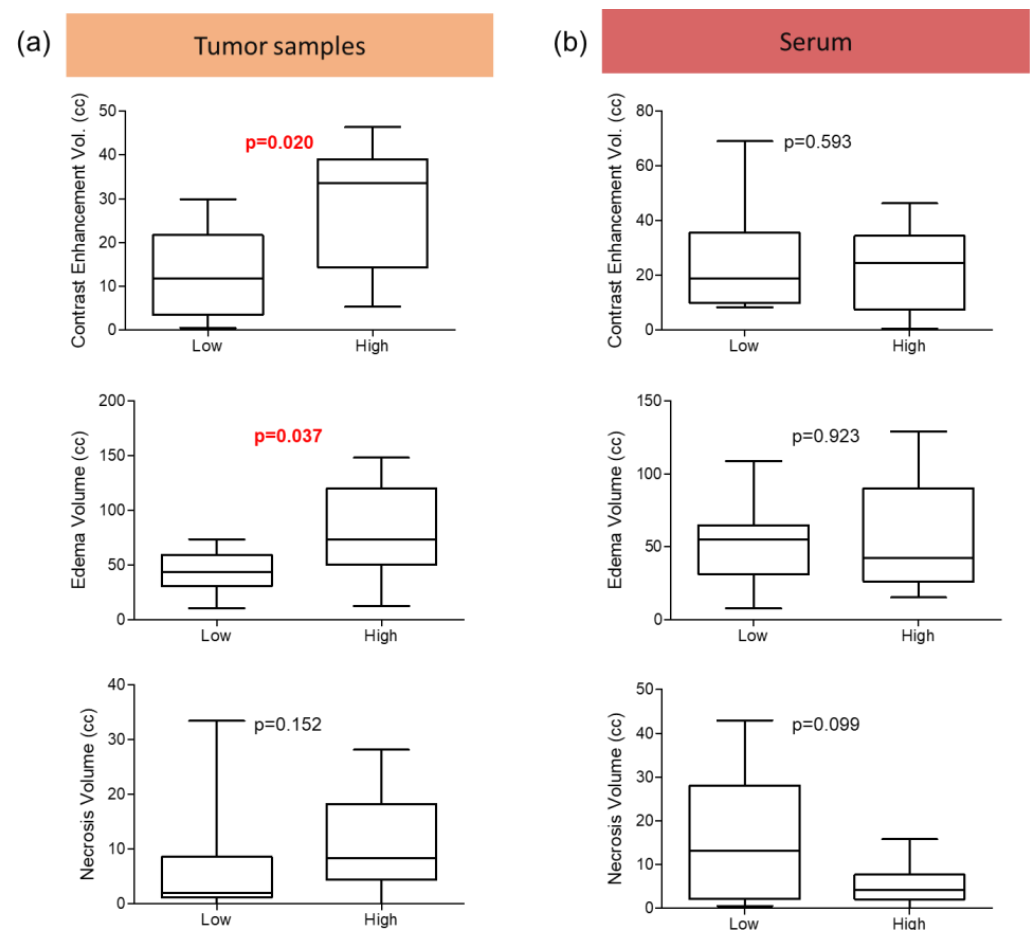 (a)
Tumor samples
(b)
Serum
Contrast Enhancement Vol. (cc)
50
40
30
20
10
0
p=0.020
Low
High
Contrast Enhancement Vol. (cc)
80
60
40
20
0
p=0.593
Low
High
Edema Volume (cc)
200
150
100
50
0
p=0.037
Low
High
Edema Volume (cc)
150
100
50
0
p=0.923
Low
High
Necrosis Volume (cc)
40
30
20
10
0
p=0.152
Low
High
Necrosis Volume (cc)
50
40
30
20
10
0
p=0.099
Low
High